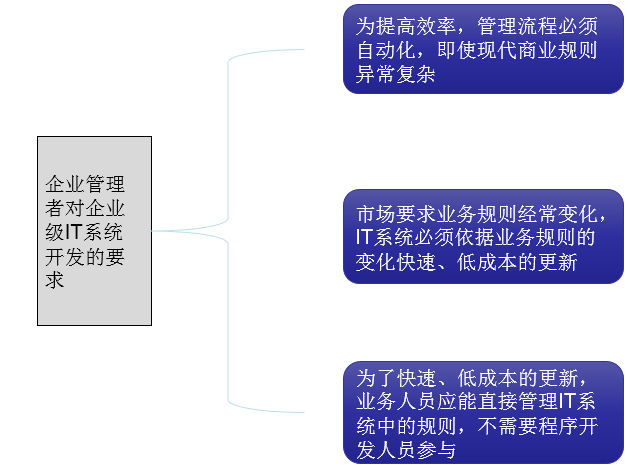 企业管理
者对企业
级IT系统
开发的要
求
为提高效率，管理流程必须
自动化，即使现代商业规则
异常复杂
市场要求业务规则经常变化，
IT系统必须依据业务规则的
变化快速、低成本的更新
为了快速、低成本的更新，
业务人员应能直接管理IT系
统中的规则，不需要程序开
发人员参与